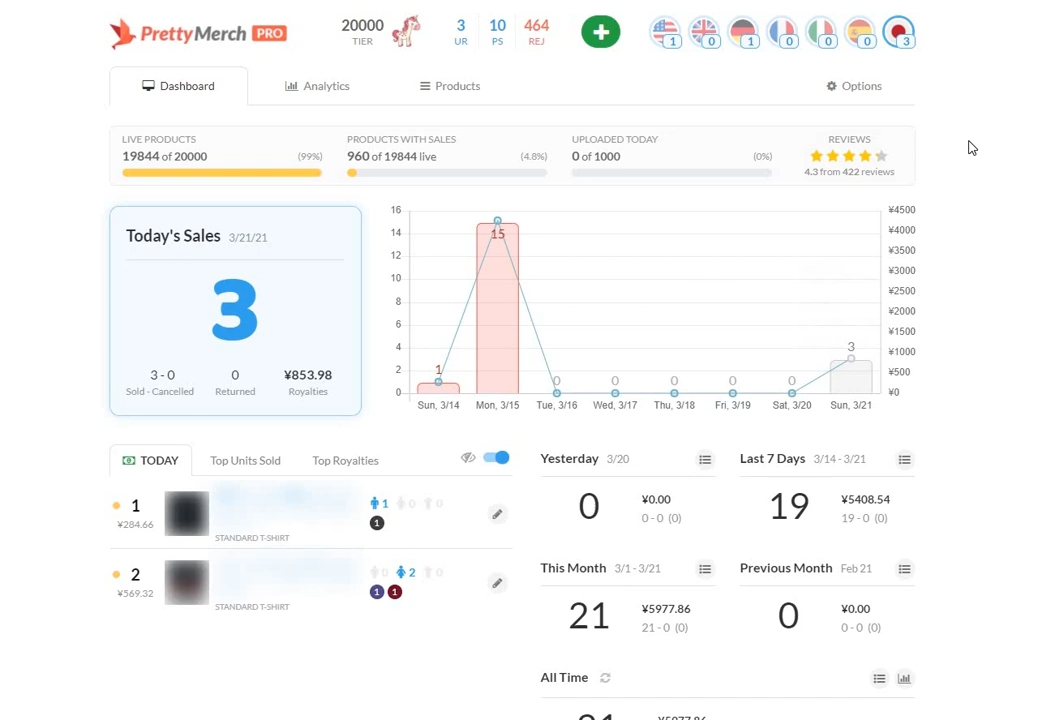 PrettyMerch PRO
20000 TIER
3 UR
10 PS
464 REJ
1 0 1 0 0 0 3
Dashboard Analytics Products Options
LIVE PRODUCTS
19844 of 20000 (99%)
PRODUCTS WITH SALES
960 of 19844 live (4.8%)
UPLOADED TODAY
0 of 1000 (0%)
REVIEWS
4.3 from 422 reviews
Today's Sales 3/21/21
3
3 - 0 0 ¥853.98
Sold - Cancelled Returned Royalties
16 ¥4500
14 ¥4000
¥3500
12
¥3000
10
¥2500
8
¥2000
6
¥1500
4 ¥1000
2 ¥500
0 ¥0
1 15 0 0 0 0 0 3
Sun, 3/14 Mon, 3/15 Tue, 3/16 Wed, 3/17 Thu, 3/18 Fri, 3/19 Sat, 3/20 Sun, 3/21
TODAY Top Units Sold Top Royalties
1 1 0 0
¥284.66 1
STANDARD T-SHIRT
2 0 2 0
¥569.32 1 1
STANDARD T-SHIRT
Yesterday 3/20
0 ¥0.00
0 - 0 (0)
Last 7 Days 3/14 - 3/21
19 ¥5408.54
19 - 0 (0)
This Month 3/1 - 3/21
21 ¥5977.86
21 - 0 (0)
Previous Month Feb 21
0 ¥0.00
0 - 0 (0)
All Time
21 ¥5977.86